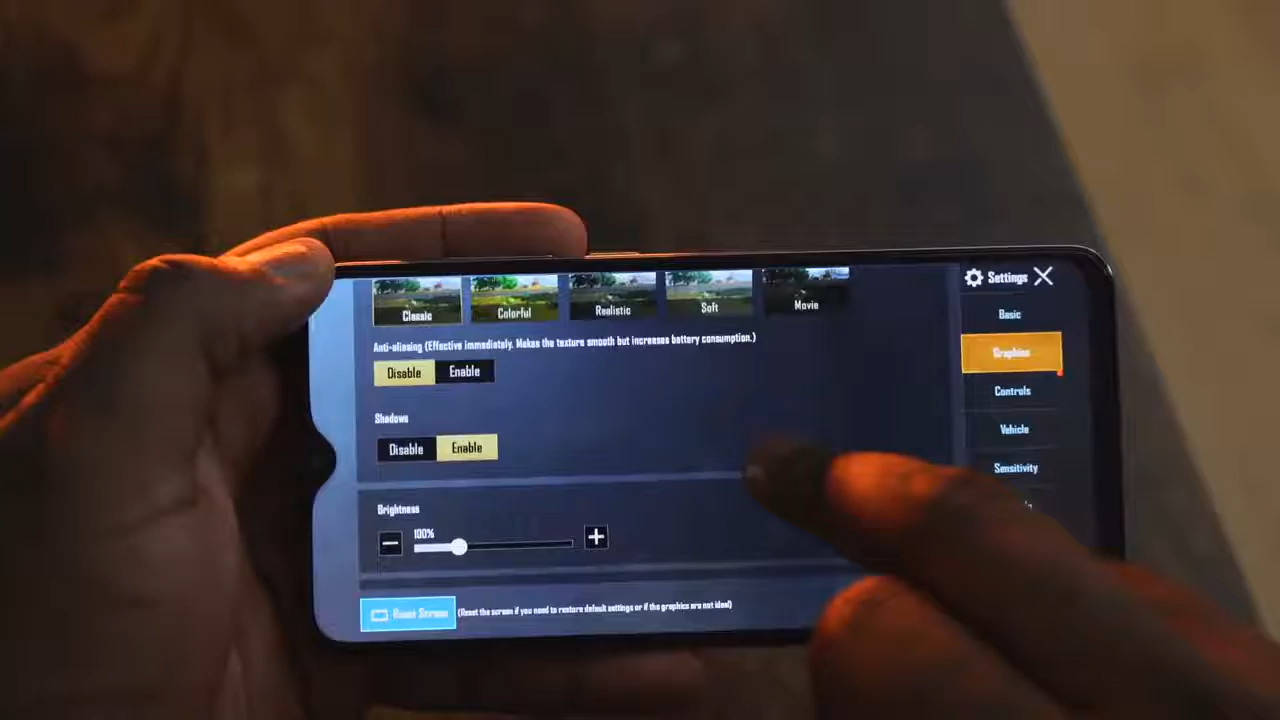 Classic
Colorful
Realistic
Soft
Movie
Anti-aliasing (Effective immediately. Makes the texture smooth but increases battery consumption.)
Disable
Enable
Shadows
Disable
Enable
Brightness
100%
Reset Screen
(Reset the screen if you need to restore default settings or if the graphics are not ideal)
Settings
Basic
Graphics
Controls
Vehicle
Sensitivity